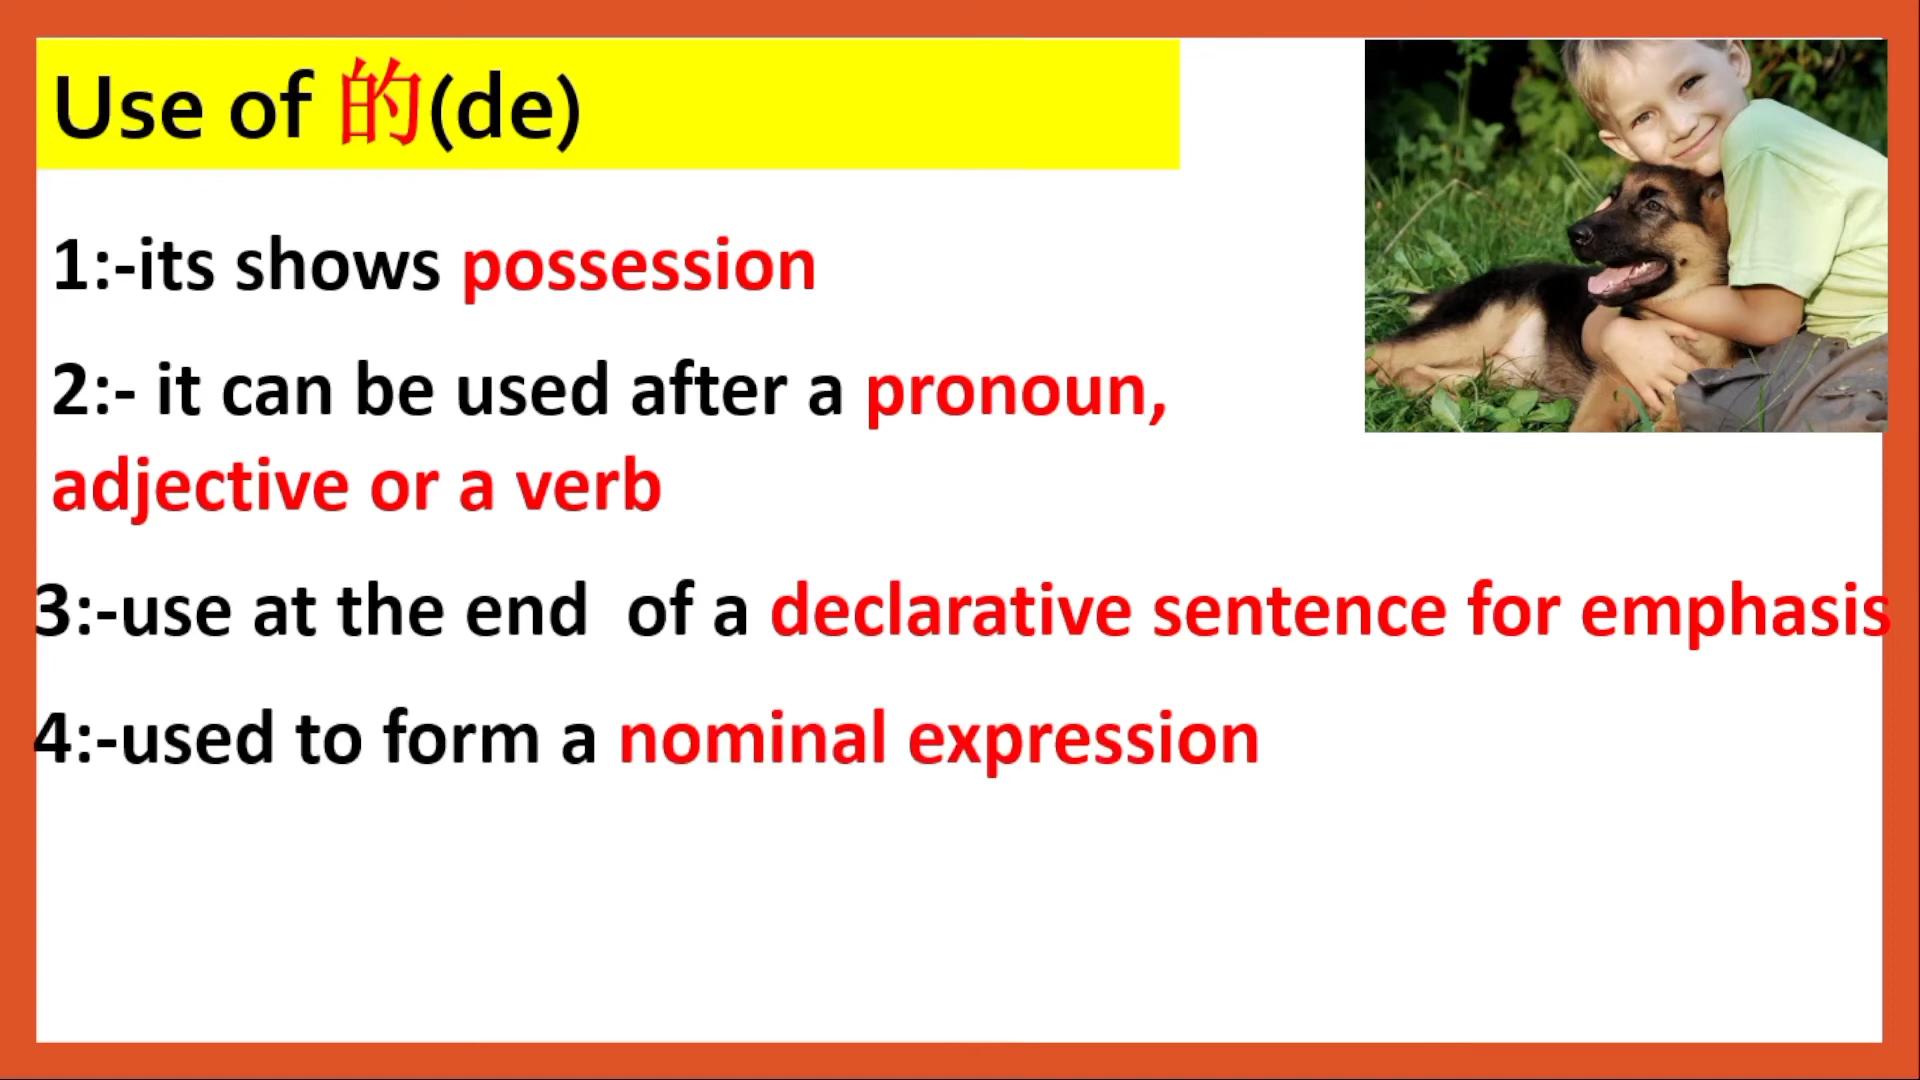 Use of 的(de)
1:-its shows possession
2:- it can be used after a pronoun,
adjective or a verb
3:-use at the end  of a declarative sentence for emphasis
4:-used to form a nominal expression